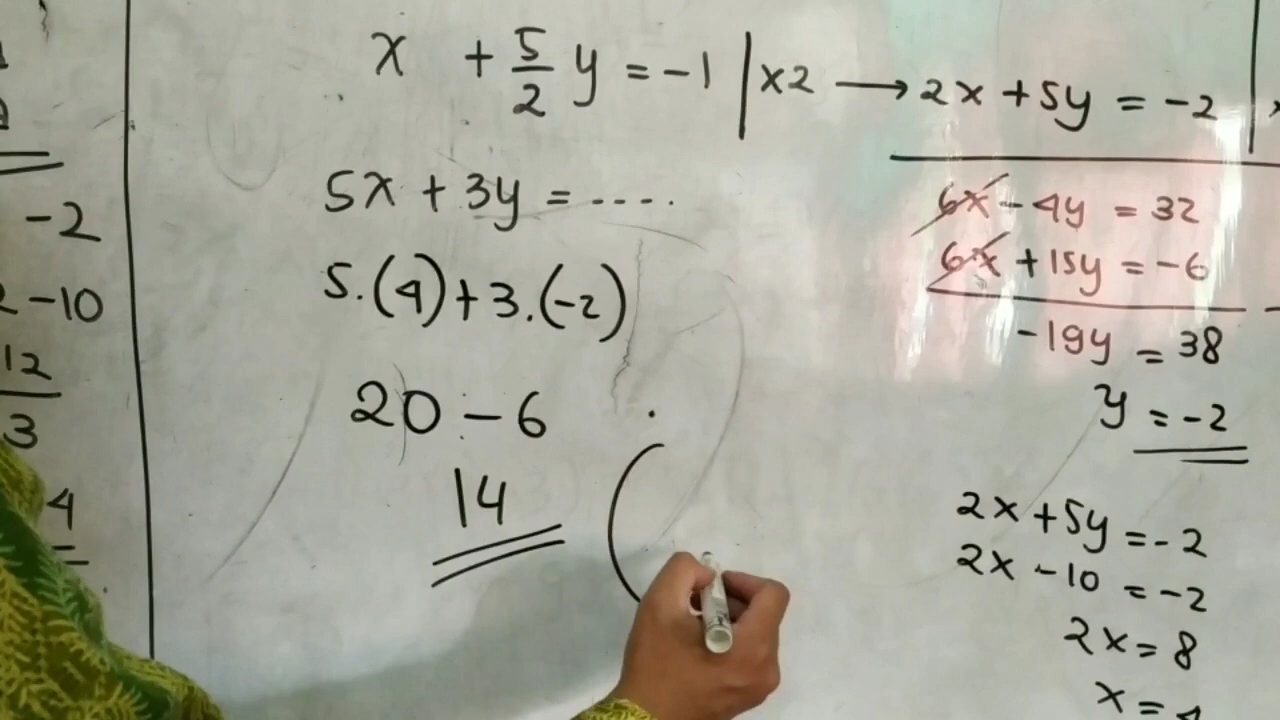 x + 5/2 y = -1 | x2 → 2x + 5y = -2 |
5x + 3y = ....
5.(4) + 3.(-2)
20 - 6
14
6x - 4y = 32
6x + 15y = -6
-19y = 38
y = -2
2x + 5y = -2
2x - 10 = -2
2x = 8
x =
-2
-10
12
3
4